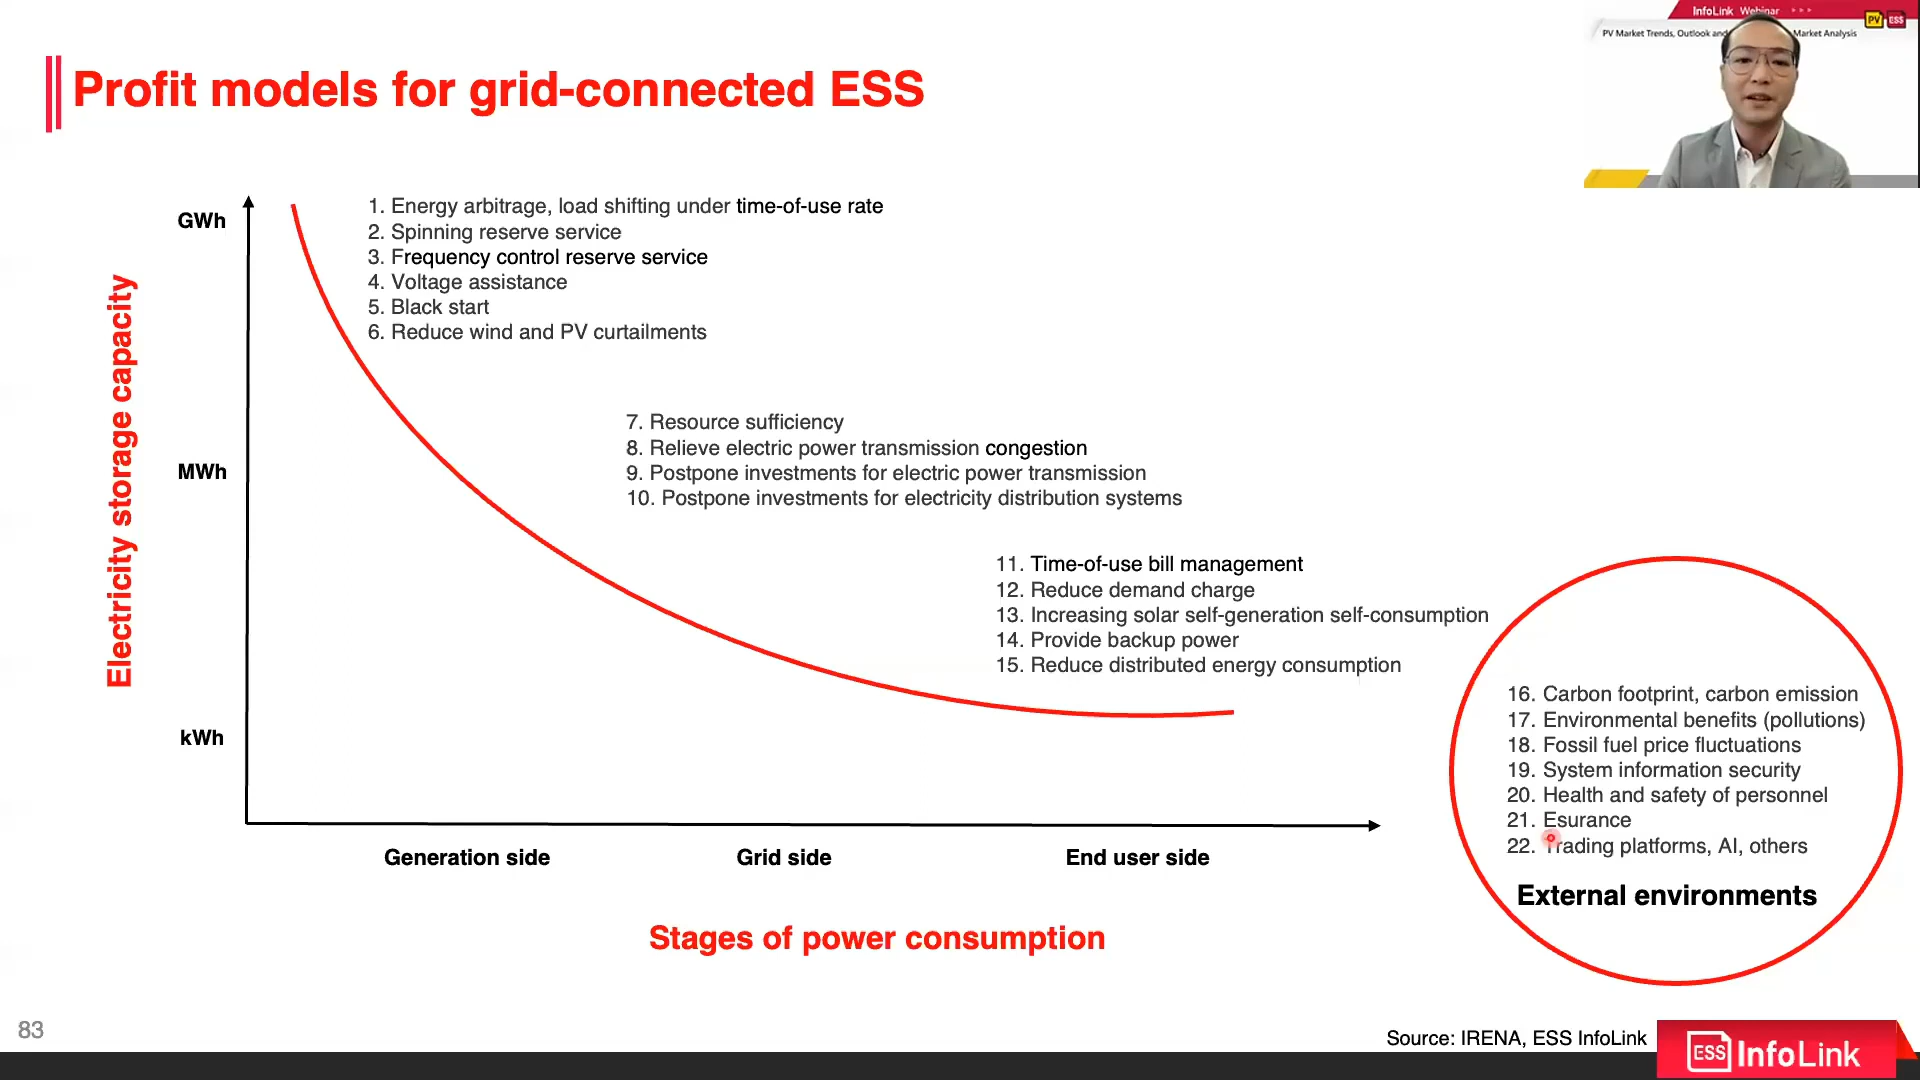 InfoLink Webinar
PV ESS
PV Market Trends, Outlook and Market Analysis
Profit models for grid-connected ESS
Electricity storage capacity
GWh
MWh
kWh
1. Energy arbitrage, load shifting under time-of-use rate
2. Spinning reserve service
3. Frequency control reserve service
4. Voltage assistance
5. Black start
6. Reduce wind and PV curtailments
7. Resource sufficiency
8. Relieve electric power transmission congestion
9. Postpone investments for electric power transmission
10. Postpone investments for electricity distribution systems
11. Time-of-use bill management
12. Reduce demand charge
13. Increasing solar self-generation self-consumption
14. Provide backup power
15. Reduce distributed energy consumption
16. Carbon footprint, carbon emission
17. Environmental benefits (pollutions)
18. Fossil fuel price fluctuations
19. System information security
20. Health and safety of personnel
21. Esurance
22. Trading platforms, AI, others
External environments
Generation side
Grid side
End user side
Stages of power consumption
83
Source: IRENA, ESS InfoLink
ESS InfoLink